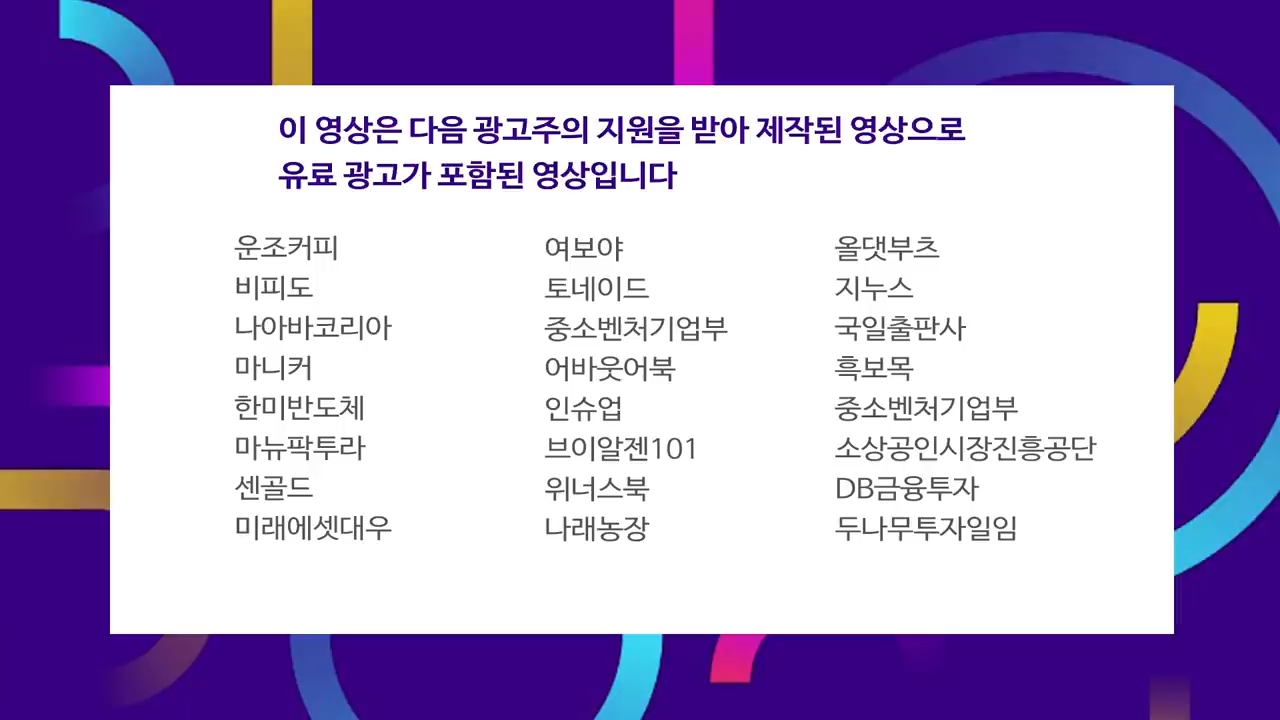 이 영상은 다음 광고주의 지원을 받아 제작된 영상으로
유료 광고가 포함된 영상입니다
운조커피 여보야 올댓부츠
비피도 토네이드 지누스
나아바코리아 중소벤처기업부 국일출판사
마니커 어바웃어북 흑보목
한미반도체 인슈업 중소벤처기업부
마뉴팍투라 브이알젠101 소상공인시장진흥공단
센골드 위너스북 DB금융투자
미래에셋대우 나래농장 두나무투자일임